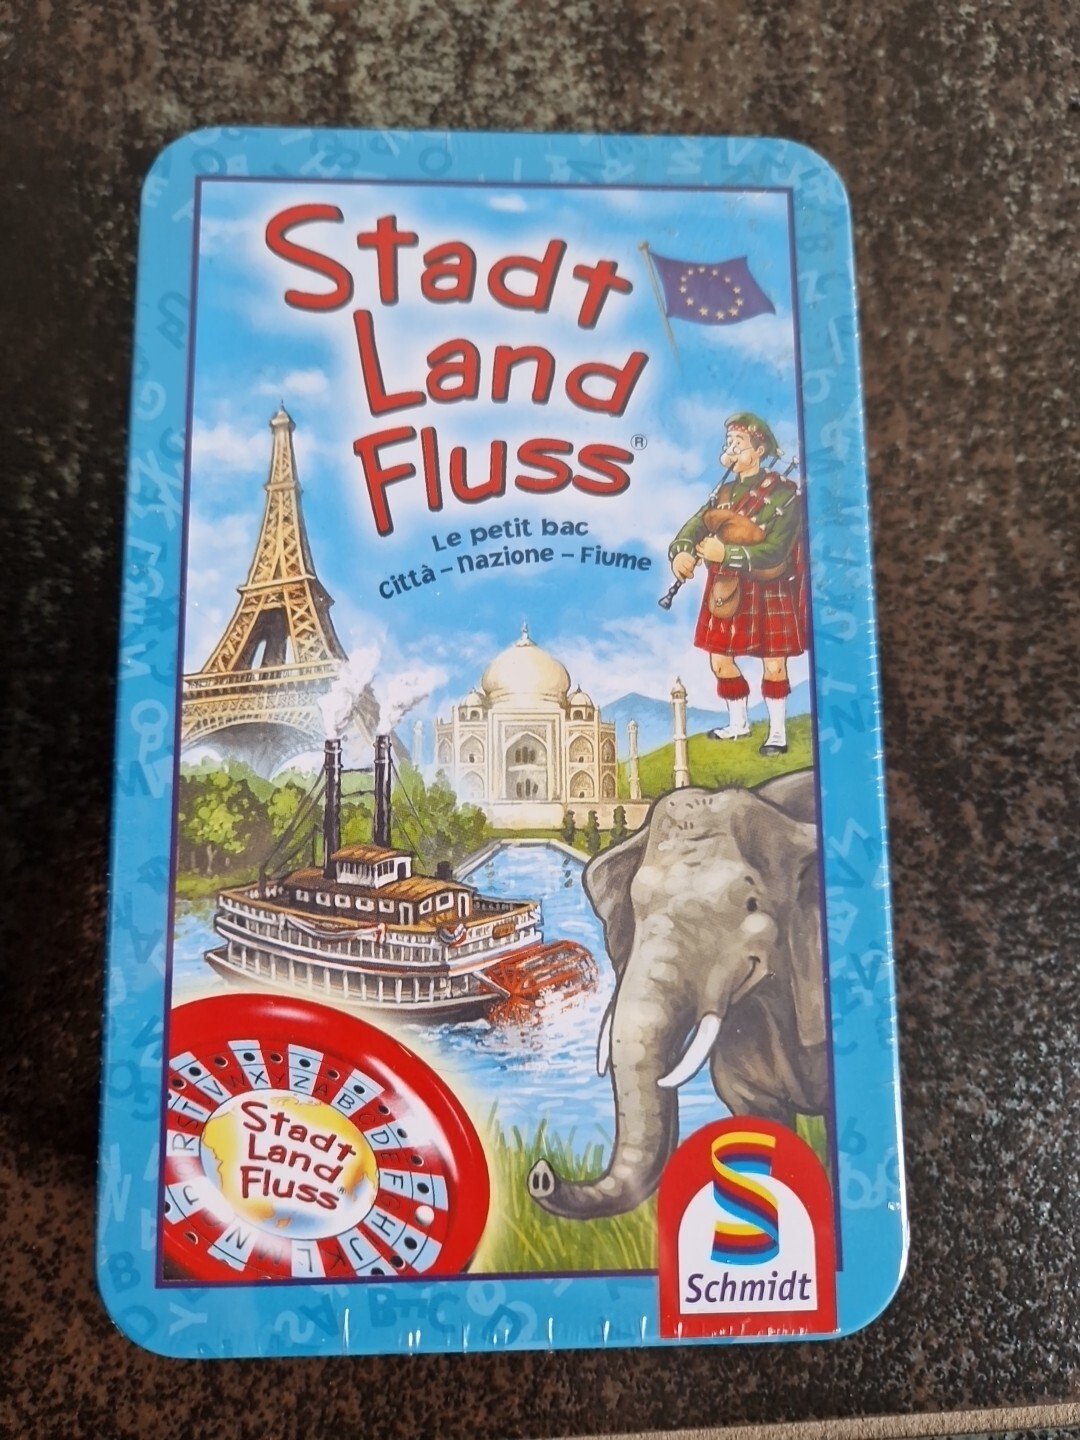 Stadt
Land
Fluss®
Le petit bac
Città – Nazione – Fiume
R S T V W X Y Z A B C D E F G H
J K L M N
Stadt
Land
Fluss
Schmidt
A B C D